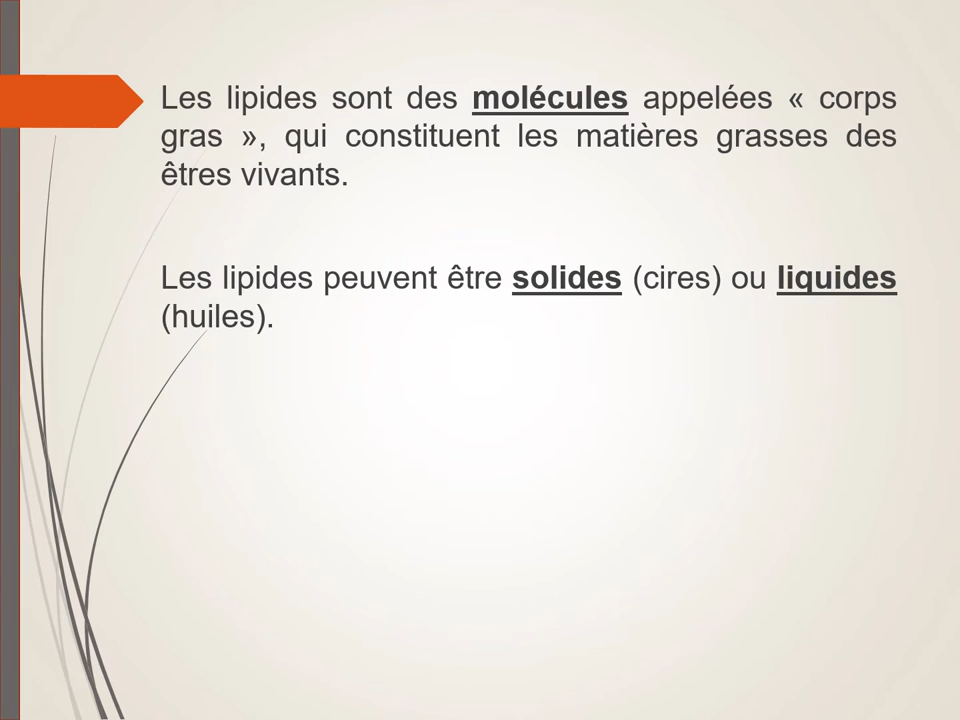 Les lipides sont des molécules appelées « corps
gras », qui constituent les matières grasses des
êtres vivants.
Les lipides peuvent être solides (cires) ou liquides
(huiles).